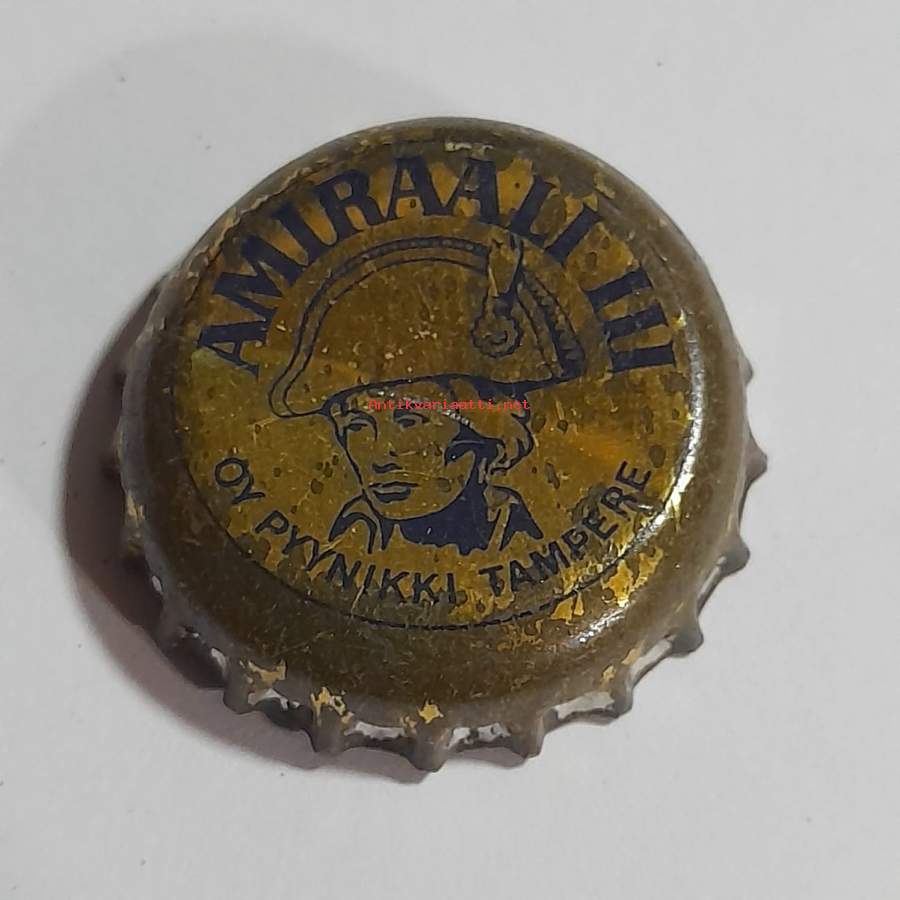 AMIRAALI III
Antikvariaatti.net
OY PYYNIKKI TAMPERE